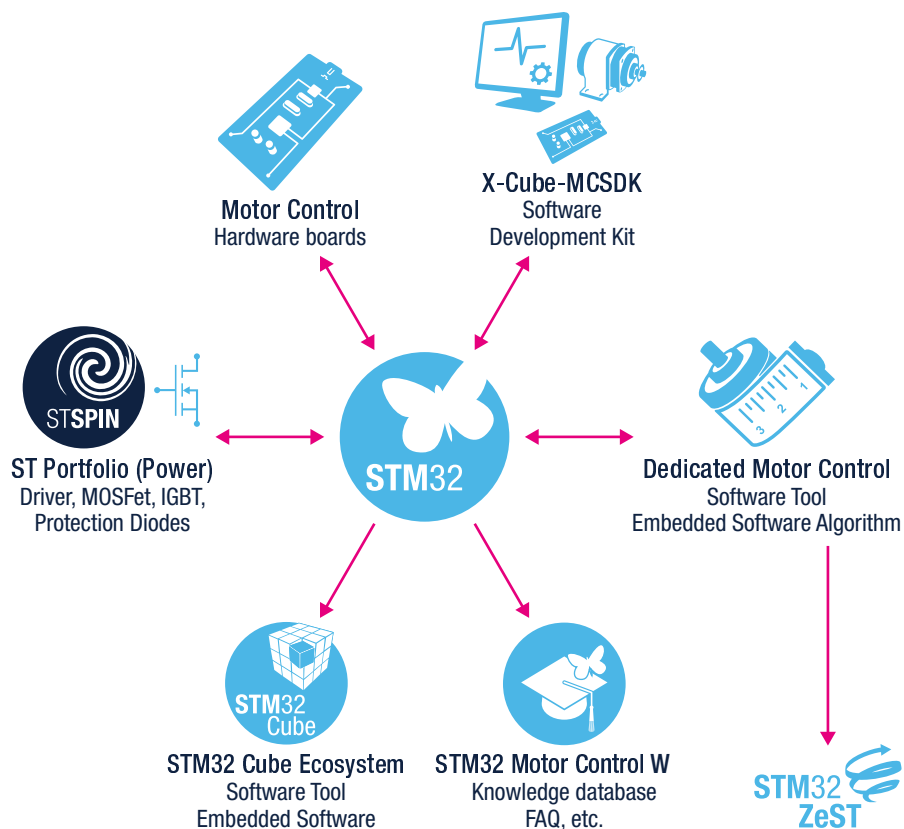 X-Cube-MCSDK
Software
Development Kit
Motor Control
Hardware boards
STSPIN
ST Portfolio (Power)
Driver, MOSFet, IGBT,
Protection Diodes
STM32
1
2
3
Dedicated Motor Control
Software Tool
Embedded Software Algorithm
STM32
Cube
STM32 Cube Ecosystem
Software Tool
Embedded Software
STM32 Motor Control W
Knowledge database
FAQ, etc.
STM32
ZeST